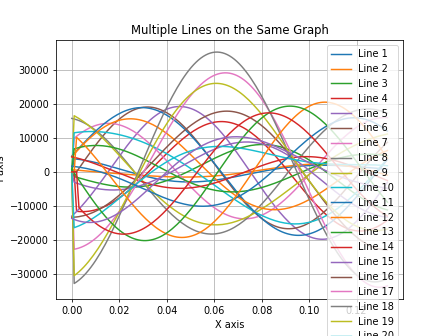 Multiple Lines on the Same Graph
30000
20000
10000
0
−10000
−20000
−30000
0.00
0.02
0.04
0.06
0.08
0.10
X axis
Line 1
Line 2
Line 3
Line 4
Line 5
Line 6
Line 7
Line 8
Line 9
Line 10
Line 11
Line 12
Line 13
Line 14
Line 15
Line 16
Line 17
Line 18
Line 19
Line 20